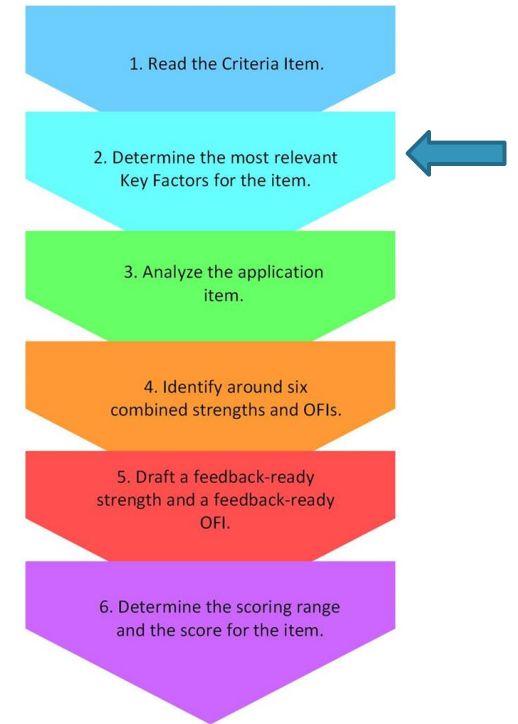 1. Read the Criteria Item.
2. Determine the most relevant
Key Factors for the item.
3. Analyze the application
item.
4. Identify around six
combined strengths and OFIs.
5. Draft a feedback-ready
strength and a feedback-ready
OFI.
6. Determine the scoring range
and the score for the item.